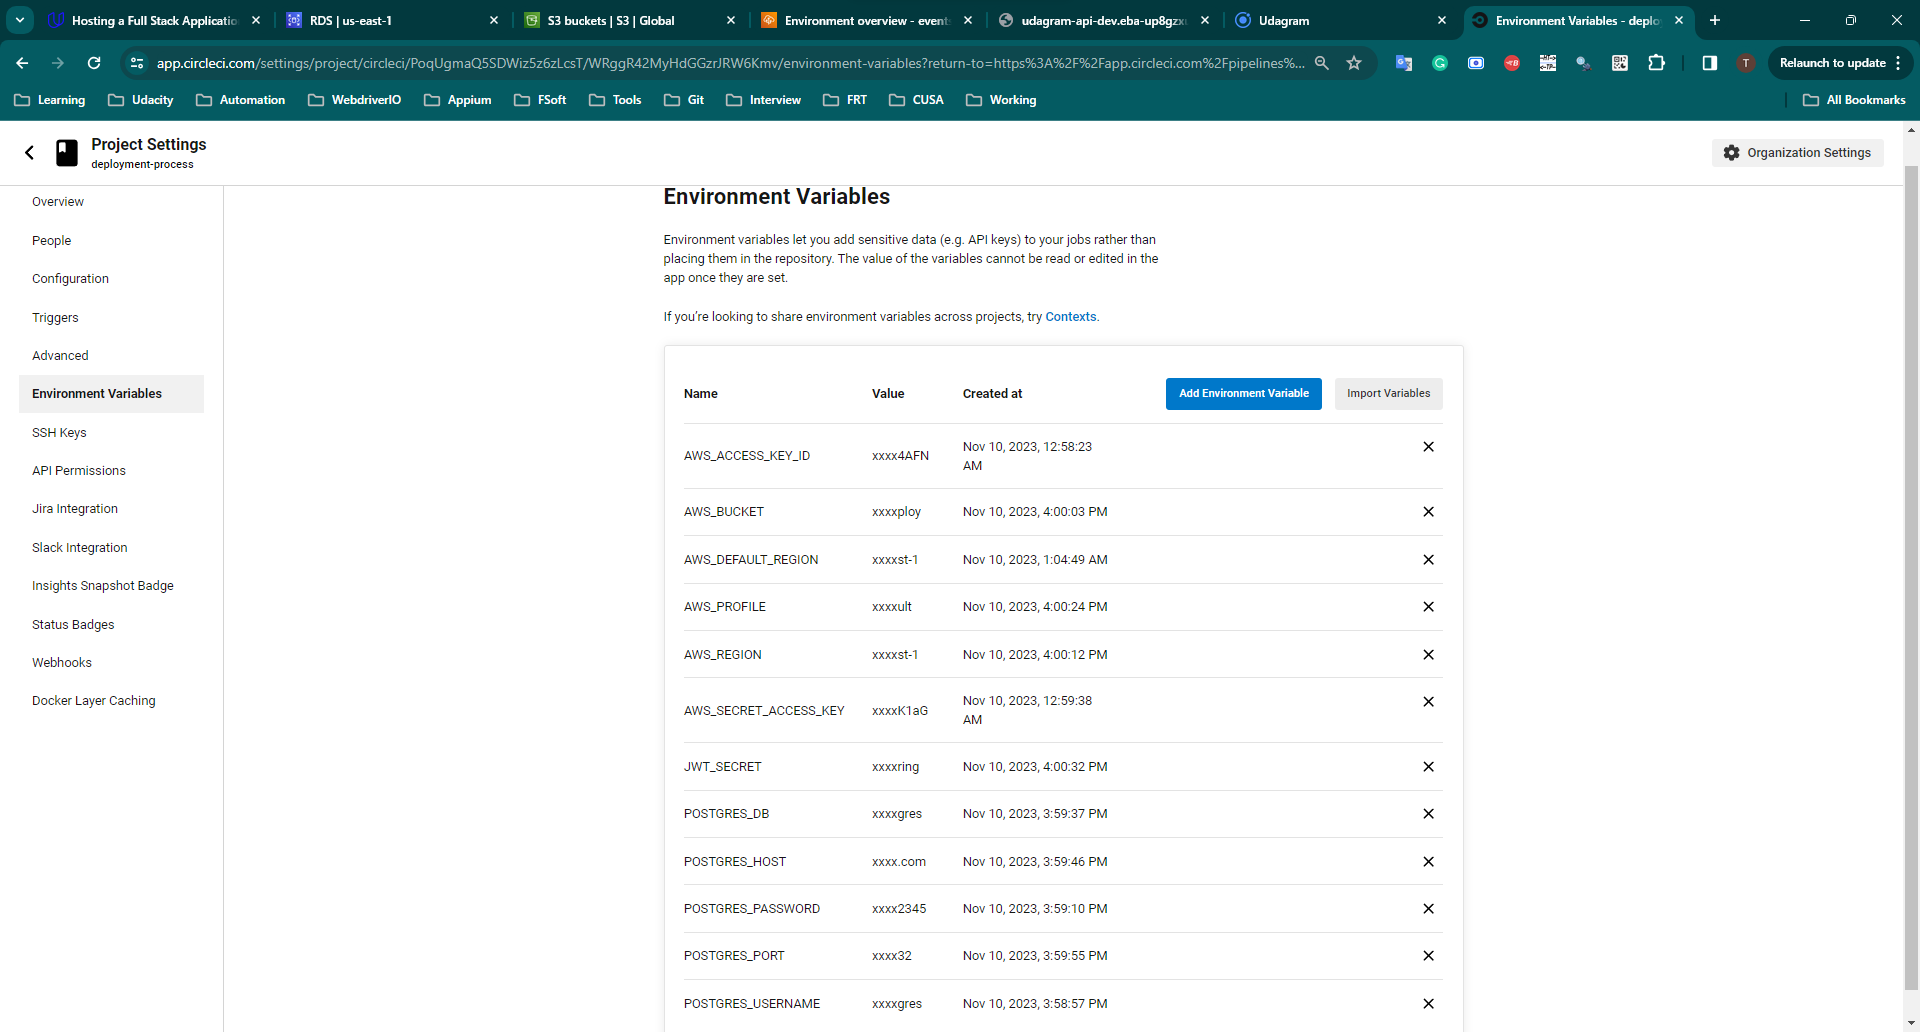 Hosting a Full Stack Applicatio
RDS | us-east-1
S3 buckets | S3 | Global
Environment overview - events
udagram-api-dev.eba-up8gzx
Udagram
Environment Variables - deplo
app.circleci.com/settings/project/circleci/PoqUgmaQ5SDWiz5z6zLcsT/WRggR42MyHdGGzrJRW6Kmv/environment-variables?return-to=https%3A%2F%2Fapp.circleci.com%2Fpipelines%...
T
Relaunch to update
Learning
Udacity
Automation
WebdriverIO
Appium
FSoft
Tools
Git
Interview
FRT
CUSA
Working
All Bookmarks
Project Settings
deployment-process
Organization Settings
Overview
People
Configuration
Triggers
Advanced
Environment Variables
SSH Keys
API Permissions
Jira Integration
Slack Integration
Insights Snapshot Badge
Status Badges
Webhooks
Docker Layer Caching
Environment Variables
Environment variables let you add sensitive data (e.g. API keys) to your jobs rather than
placing them in the repository. The value of the variables cannot be read or edited in the
app once they are set.
If you're looking to share environment variables across projects, try Contexts.
Name Value Created at Add Environment Variable Import Variables
AWS_ACCESS_KEY_ID xxxx4AFN Nov 10, 2023, 12:58:23
AM
AWS_BUCKET xxxxploy Nov 10, 2023, 4:00:03 PM
AWS_DEFAULT_REGION xxxxst-1 Nov 10, 2023, 1:04:49 AM
AWS_PROFILE xxxxult Nov 10, 2023, 4:00:24 PM
AWS_REGION xxxxst-1 Nov 10, 2023, 4:00:12 PM
AWS_SECRET_ACCESS_KEY xxxxK1aG Nov 10, 2023, 12:59:38
AM
JWT_SECRET xxxxring Nov 10, 2023, 4:00:32 PM
POSTGRES_DB xxxxgres Nov 10, 2023, 3:59:37 PM
POSTGRES_HOST xxxx.com Nov 10, 2023, 3:59:46 PM
POSTGRES_PASSWORD xxxx2345 Nov 10, 2023, 3:59:10 PM
POSTGRES_PORT xxxx32 Nov 10, 2023, 3:59:55 PM
POSTGRES_USERNAME xxxxgres Nov 10, 2023, 3:58:57 PM